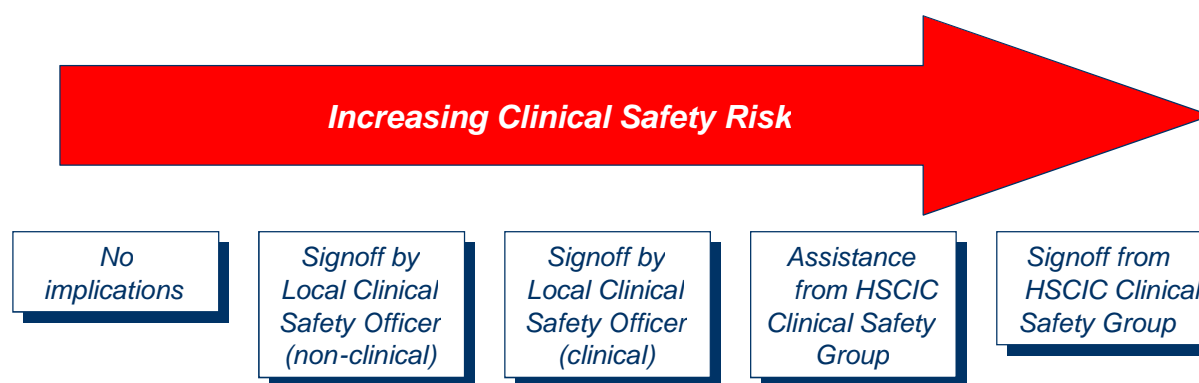 Increasing Clinical Safety Risk
No
implications
Signoff by
Local Clinical
Safety Officer
(non-clinical)
Signoff by
Local Clinical
Safety Officer
(clinical)
Assistance
from HSCIC
Clinical Safety
Group
Signoff from
HSCIC Clinical
Safety Group